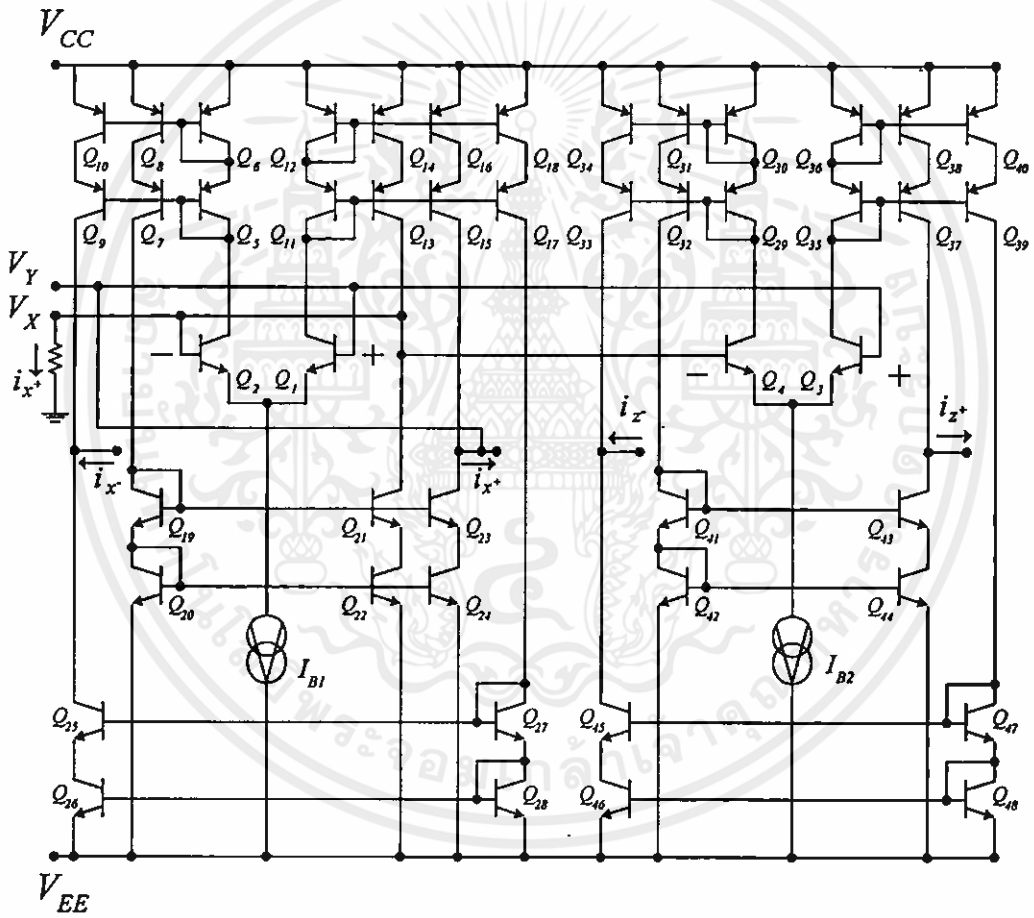 V_CC
Q_10 Q_8 Q_6 Q_12 Q_14 Q_16 Q_18 Q_34 Q_31 Q_30 Q_36 Q_38 Q_40
Q_9 Q_7 Q_5 Q_11 Q_13 Q_15 Q_17 Q_33 Q_32 Q_29 Q_35 Q_37 Q_39
V_Y
V_X
− + − +
i_x+ Q_2 Q_1 Q_4 Q_3
i_x- i_x+ i_z- i_z+
Q_19 Q_21 Q_23 Q_41 Q_43
Q_20 Q_22 Q_24 Q_42 Q_44
I_B1 I_B2
Q_25 Q_27 Q_45 Q_47
Q_26 Q_28 Q_46 Q_48
V_EE